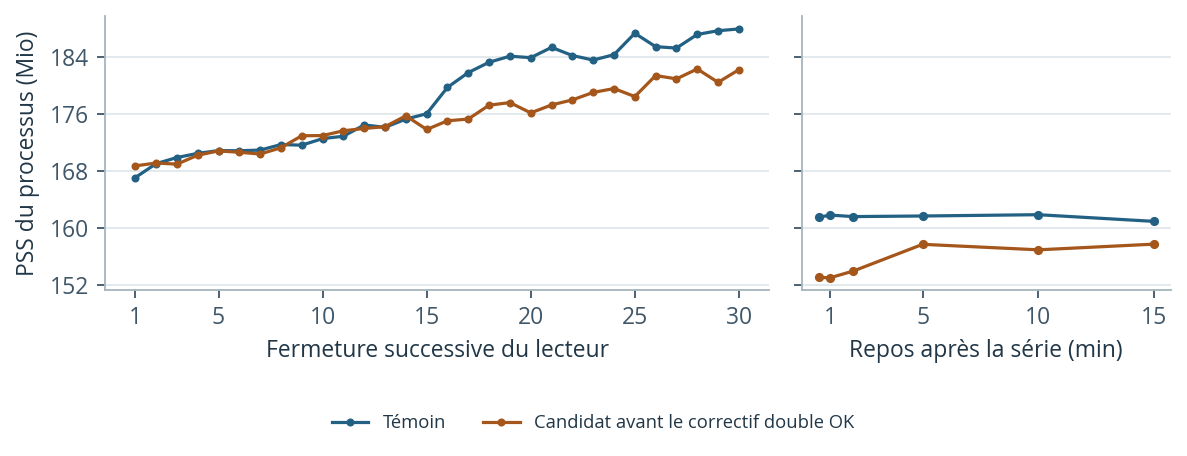 PSS du processus (Mio)
184
176
168
160
152
1 5 10 15 20 25 30
1 5 10 15
Fermeture successive du lecteur
Repos après la série (min)
Témoin
Candidat avant le correctif double OK